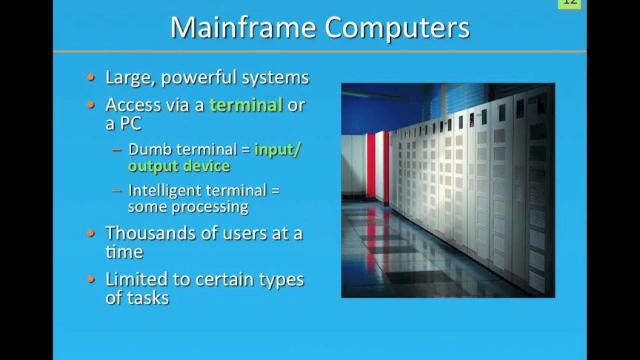 12
Mainframe Computers
• Large, powerful systems
• Access via a terminal or
a PC
– Dumb terminal = input/
output device
– Intelligent terminal =
some processing
• Thousands of users at a
time
• Limited to certain types
of tasks